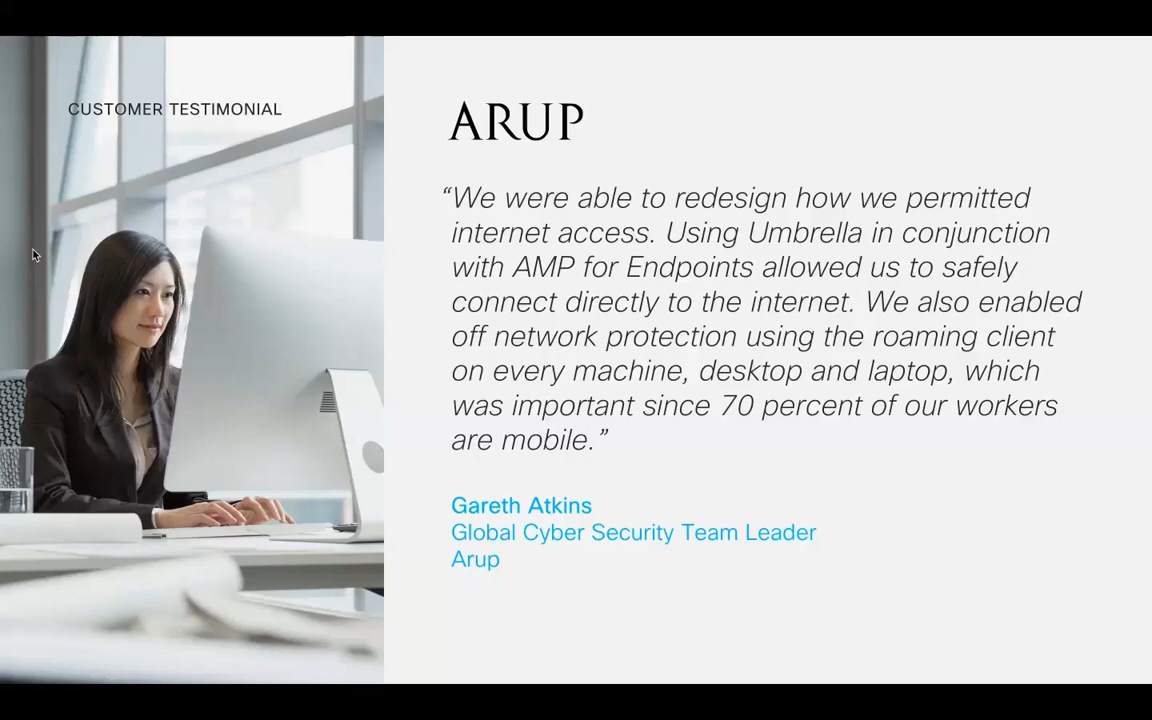 CUSTOMER TESTIMONIAL
ARUP
“We were able to redesign how we permitted
internet access. Using Umbrella in conjunction
with AMP for Endpoints allowed us to safely
connect directly to the internet. We also enabled
off network protection using the roaming client
on every machine, desktop and laptop, which
was important since 70 percent of our workers
are mobile.”
Gareth Atkins
Global Cyber Security Team Leader
Arup